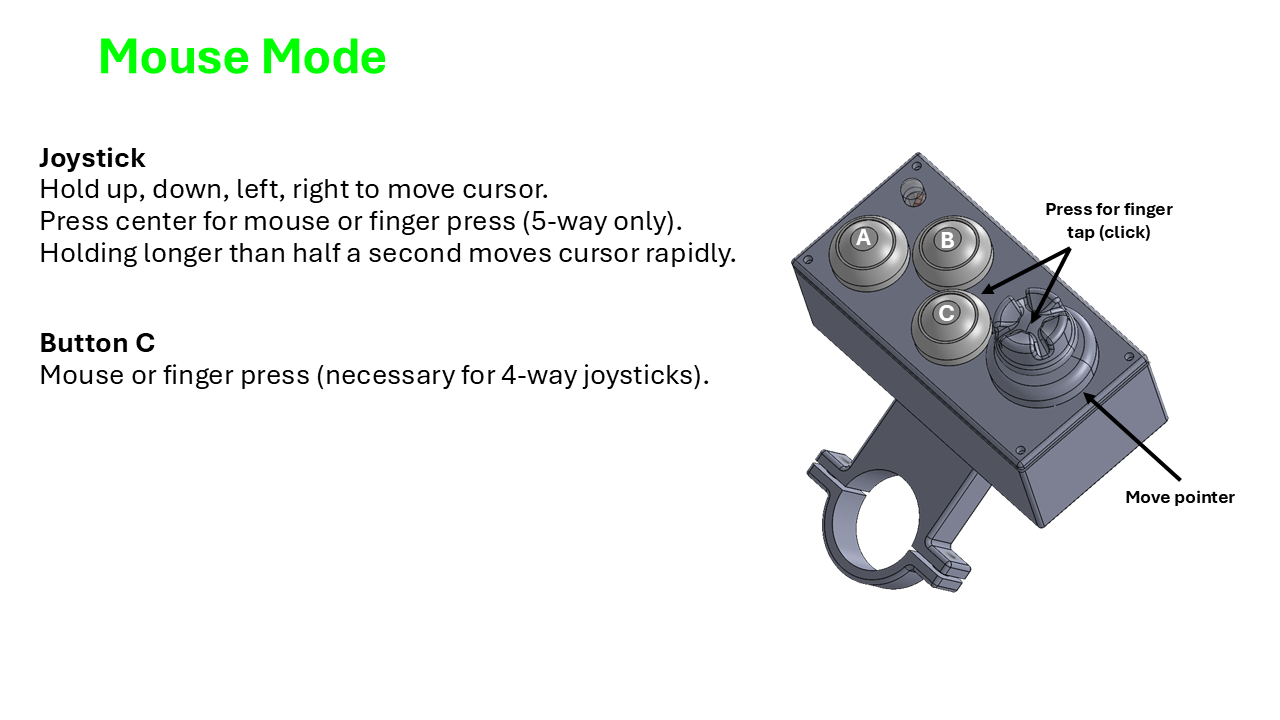 Mouse Mode
Joystick
Hold up, down, left, right to move cursor.
Press center for mouse or finger press (5-way only).
Holding longer than half a second moves cursor rapidly.
Button C
Mouse or finger press (necessary for 4-way joysticks).
Press for finger
tap (click)
A
B
C
Move pointer